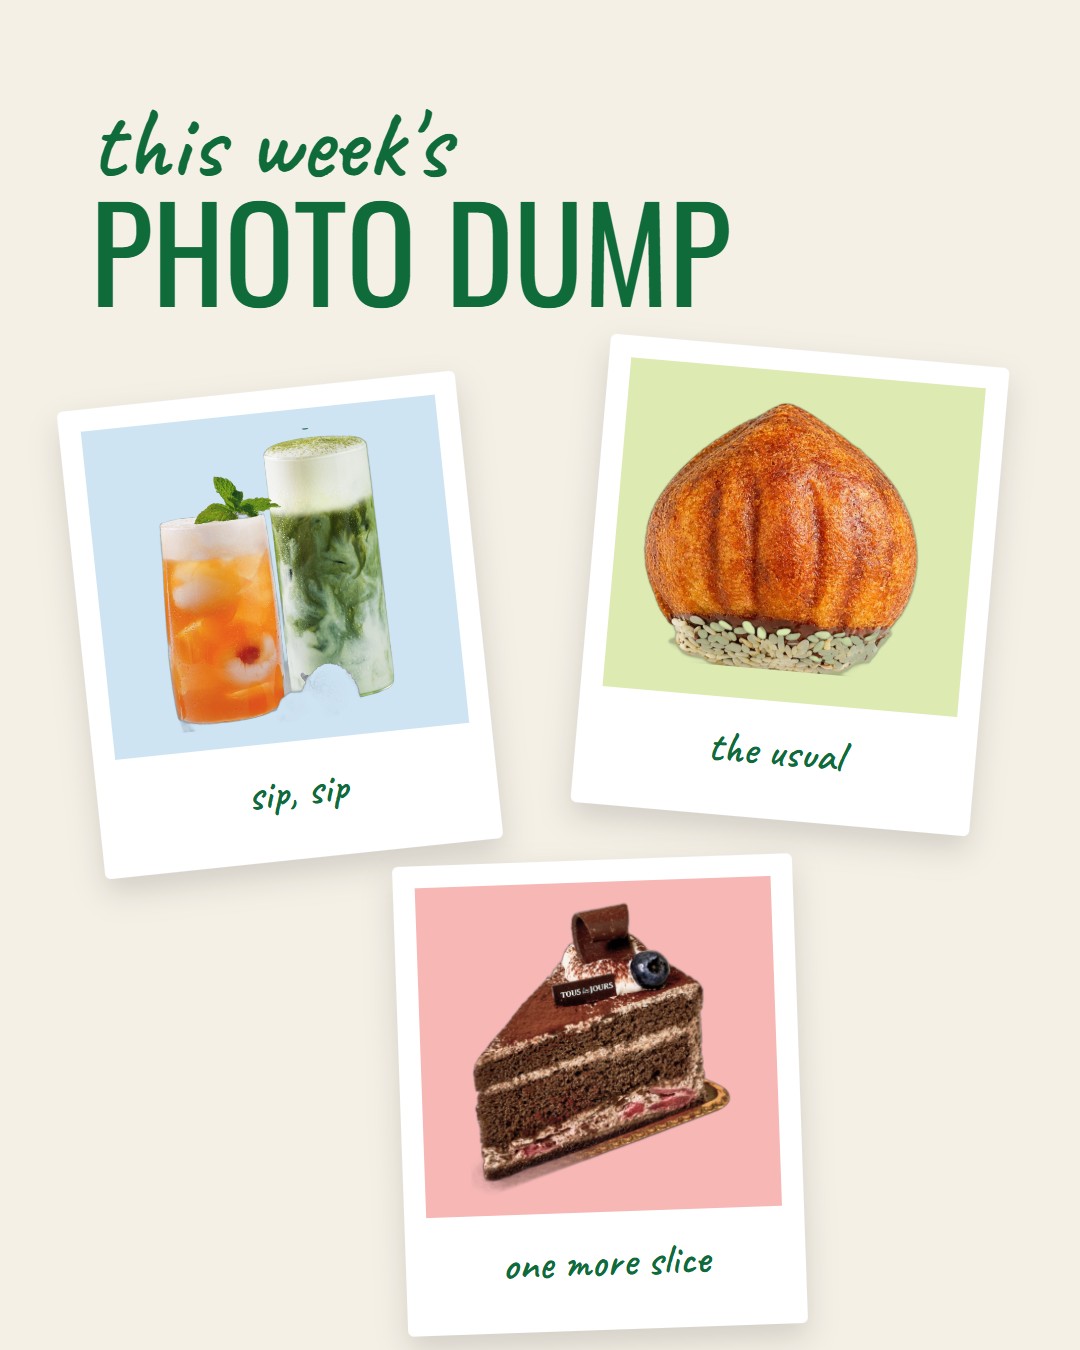 this week's
PHOTO DUMP
sip, sip
the usual
TOUS les JOURS
one more slice